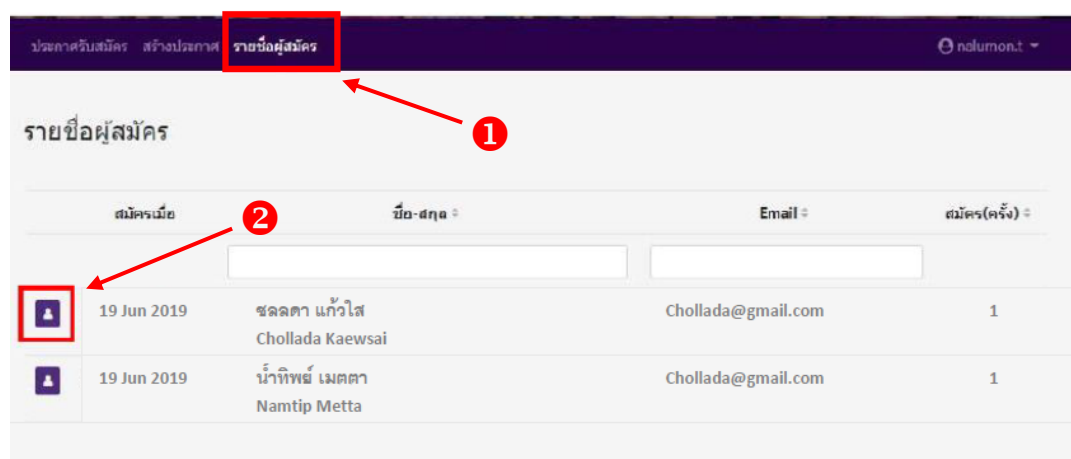 ประกาศรับสมัคร สร้างประกาศ รายชื่อผู้สมัคร nalumon.t
1
รายชื่อผู้สมัคร
2
สมัครเมื่อ ชื่อ-สกุล Email สมัคร(ครั้ง)
19 Jun 2019 ชลลดา แก้วใส Chollada@gmail.com 1
Chollada Kaewsai
19 Jun 2019 น้ำทิพย์ เมตตา Chollada@gmail.com 1
Namtip Metta